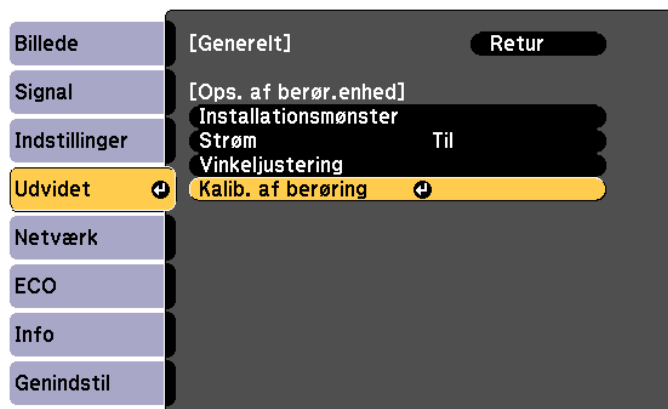 Billede
Signal
Indstillinger
Udvidet
Netværk
ECO
Info
Genindstil
[Generelt] Retur
[Ops. af berør.enhed]
Installationsmønster
Strøm Til
Vinkeljustering
Kalib. af berøring